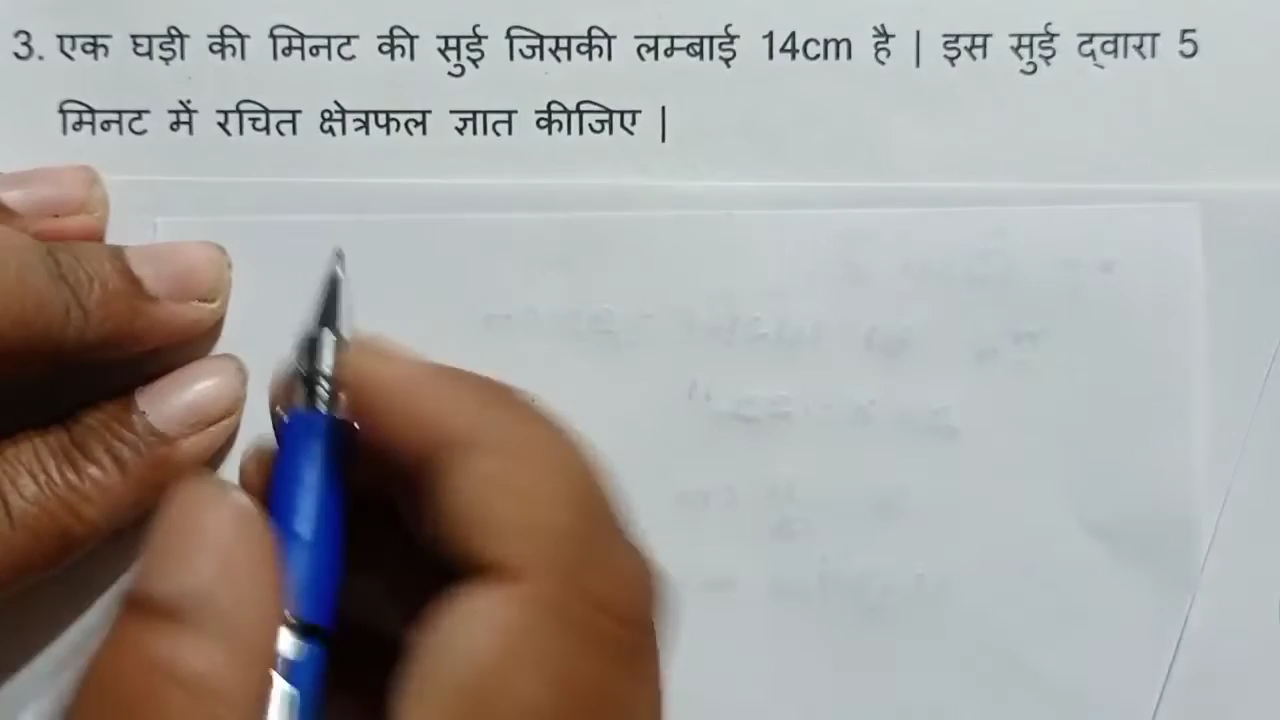 3. एक घड़ी की मिनट की सुई जिसकी लम्बाई 14cm है | इस सुई द्वारा 5
मिनट में रचित क्षेत्रफल ज्ञात कीजिए |